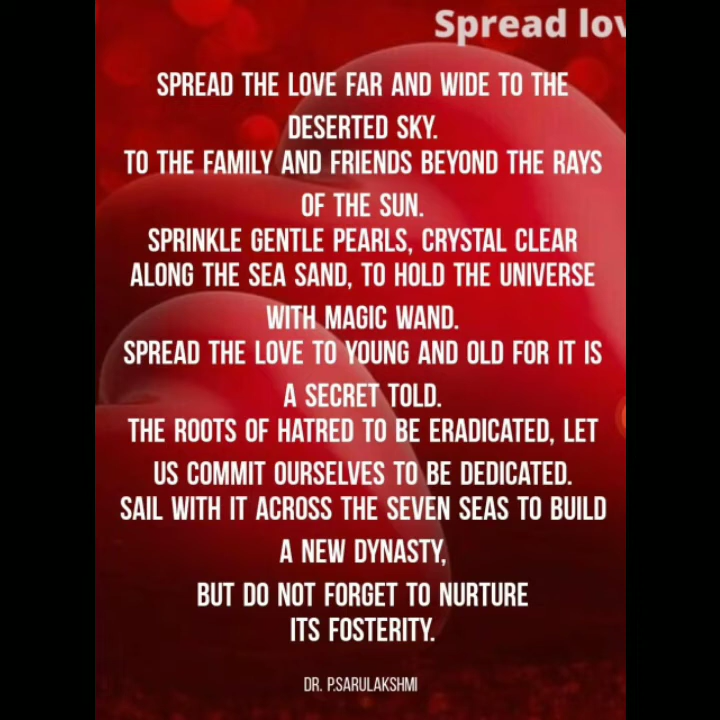 Spread lov
SPREAD THE LOVE FAR AND WIDE TO THE
DESERTED SKY.
TO THE FAMILY AND FRIENDS BEYOND THE RAYS
OF THE SUN.
SPRINKLE GENTLE PEARLS, CRYSTAL CLEAR
ALONG THE SEA SAND, TO HOLD THE UNIVERSE
WITH MAGIC WAND.
SPREAD THE LOVE TO YOUNG AND OLD FOR IT IS
A SECRET TOLD.
THE ROOTS OF HATRED TO BE ERADICATED, LET
US COMMIT OURSELVES TO BE DEDICATED.
SAIL WITH IT ACROSS THE SEVEN SEAS TO BUILD
A NEW DYNASTY,
BUT DO NOT FORGET TO NURTURE
ITS FOSTERITY.
DR. P.SARULAKSHMI